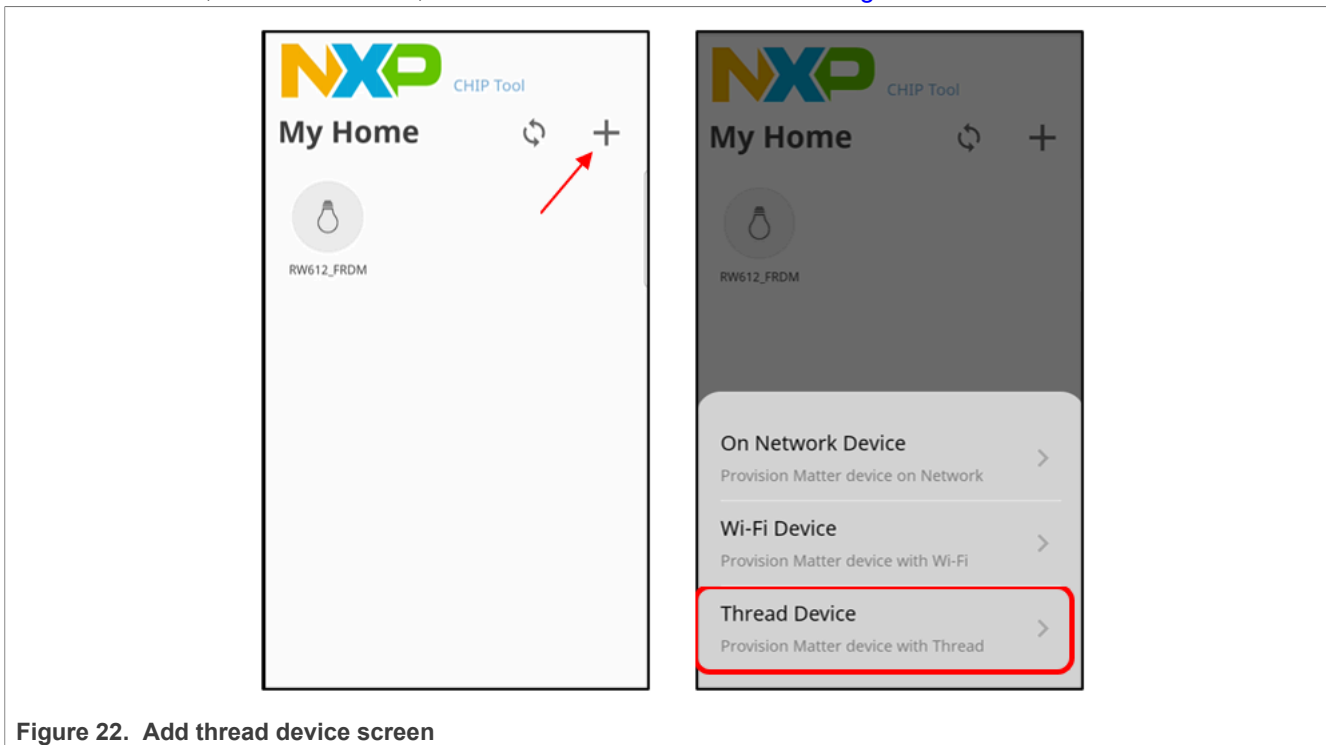 NXP CHIP Tool
My Home
RW612_FRDM
NXP CHIP Tool
My Home
RW612_FRDM
On Network Device
Provision Matter device on Network
Wi-Fi Device
Provision Matter device with Wi-Fi
Thread Device
Provision Matter device with Thread
Figure 22. Add thread device screen